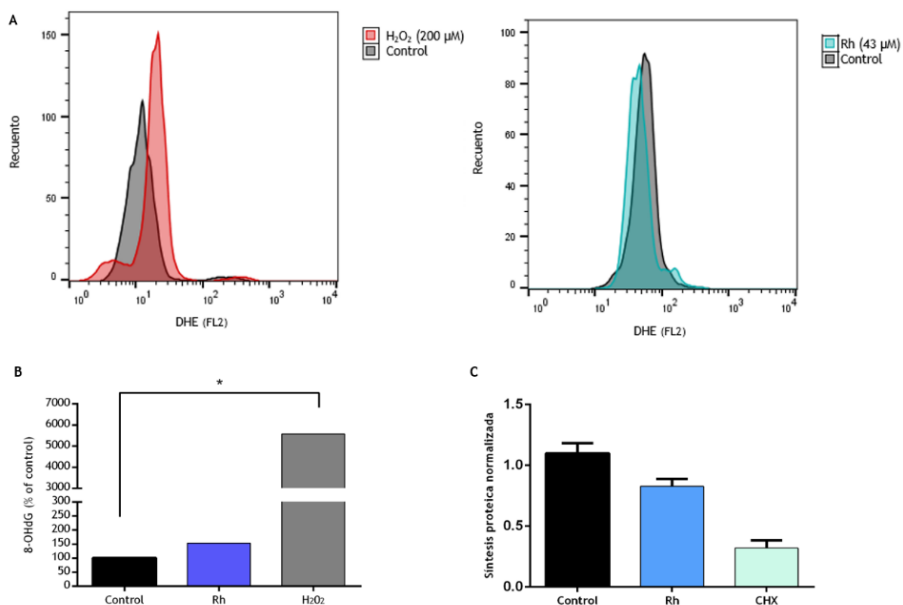 A
H₂O₂ (200 µM)
Control
150
100
50
0
Recuento
10⁰ 10¹ 10² 10³ 10⁴
DHE (FL2)
Rh (43 µM)
Control
100
80
60
40
20
0
Recuento
10⁰ 10¹ 10² 10³ 10⁴
DHE (FL2)
B
*
7000
6000
5000
4000
3000
300
250
200
150
100
50
0
8-OHdG (% of control)
Control Rh H₂O₂
C
1.5
1.0
0.5
0.0
Síntesis proteica normalizada
Control Rh CHX